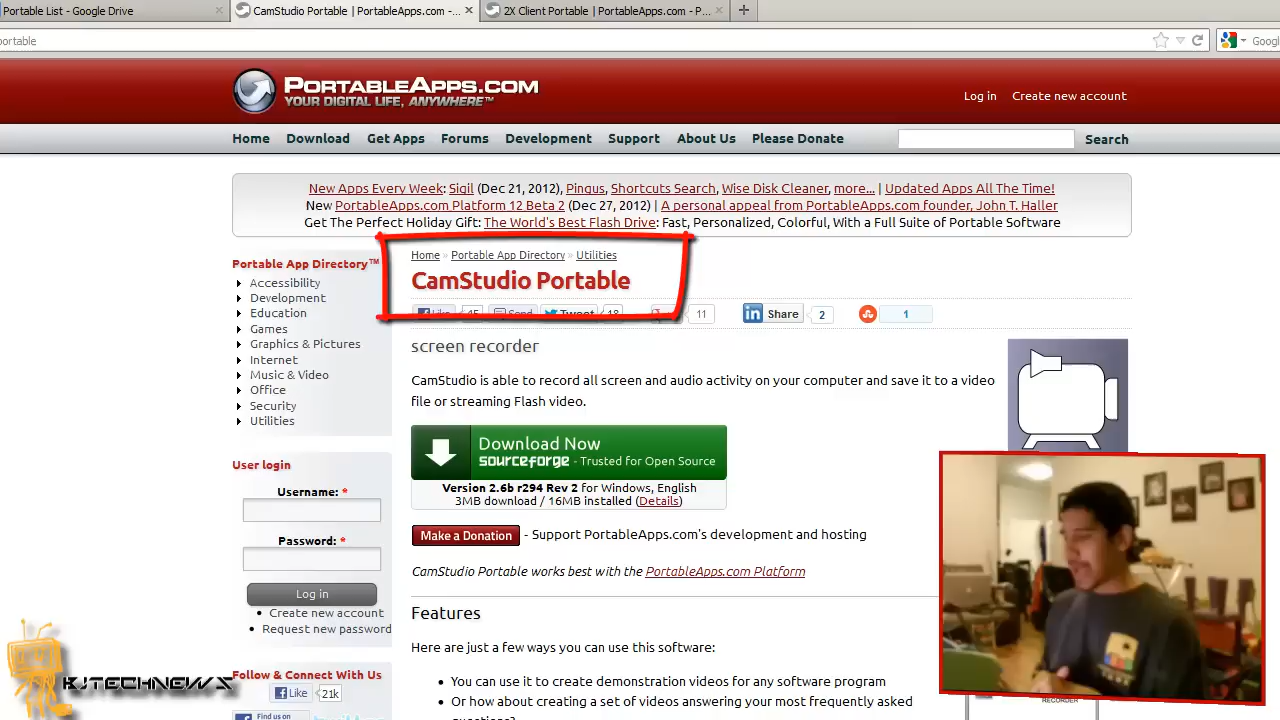 Portable List - Google Drive
CamStudio Portable | PortableApps.com -...
2X Client Portable | PortableApps.com - P...
ortable
Goog
PORTABLEAPPS.COM
YOUR DIGITAL LIFE, ANYWHERE™
Log in
Create new account
Home
Download
Get Apps
Forums
Development
Support
About Us
Please Donate
Search
New Apps Every Week: Sigil (Dec 21, 2012), Pingus, Shortcuts Search, Wise Disk Cleaner, more... | Updated Apps All The Time!
New PortableApps.com Platform 12 Beta 2 (Dec 27, 2012) | A personal appeal from PortableApps.com founder, John T. Haller
Get The Perfect Holiday Gift: The World's Best Flash Drive: Fast, Personalized, Colorful, With a Full Suite of Portable Software
Home » Portable App Directory » Utilities
CamStudio Portable
Like 45 Send Tweet 18
11
Share
2
1
Portable App Directory™
Accessibility
Development
Education
Games
Graphics & Pictures
Internet
Music & Video
Office
Security
Utilities
screen recorder
CamStudio is able to record all screen and audio activity on your computer and save it to a video
file or streaming Flash video.
Download Now
sourceforge - Trusted for Open Source
Version 2.6b r294 Rev 2 for Windows, English
3MB download / 16MB installed (Details)
Make a Donation - Support PortableApps.com's development and hosting
CamStudio Portable works best with the PortableApps.com Platform
Features
Here are just a few ways you can use this software:
• You can use it to create demonstration videos for any software program
• Or how about creating a set of videos answering your most frequently asked
User login
Username: *
Password: *
Log in
• Create new account
• Request new password
Follow & Connect With Us
Like 21k
Find us on
KJTECHNEWS
RECORDER